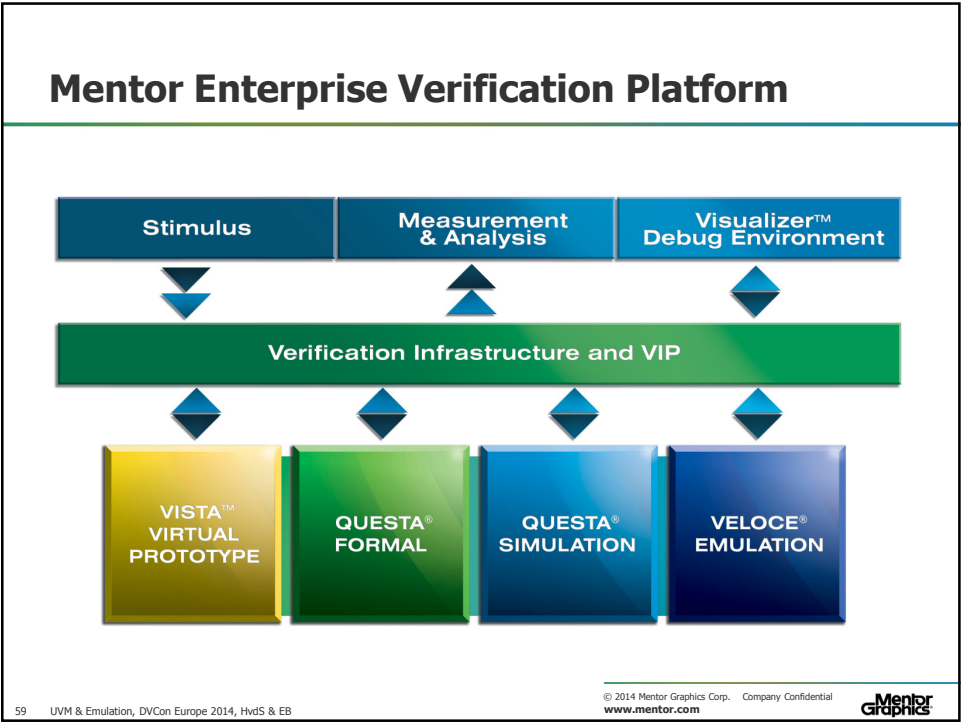 Mentor Enterprise Verification Platform
Stimulus
Measurement
& Analysis
Visualizer™
Debug Environment
Verification Infrastructure and VIP
VISTA™
VIRTUAL
PROTOTYPE
QUESTA®
FORMAL
QUESTA®
SIMULATION
VELOCE®
EMULATION
59 UVM & Emulation, DVCon Europe 2014, HvdS & EB
© 2014 Mentor Graphics Corp. Company Confidential
www.mentor.com
Mentor
Graphics